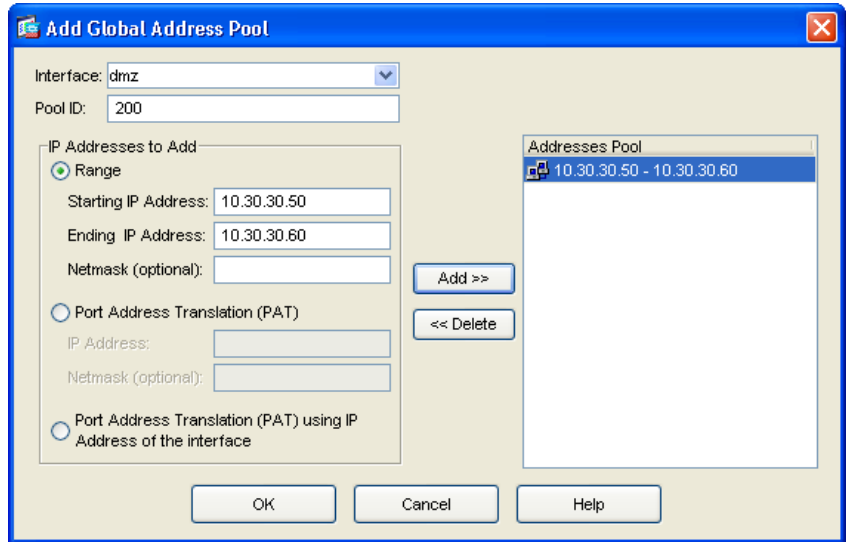 Add Global Address Pool
Interface: dmz
Pool ID: 200
IP Addresses to Add
Range
Starting IP Address: 10.30.30.50
Ending IP Address: 10.30.30.60
Netmask (optional):
Port Address Translation (PAT)
IP Address:
Netmask (optional):
Port Address Translation (PAT) using IP
Address of the interface
Add >>
<< Delete
Addresses Pool
10.30.30.50 - 10.30.30.60
OK
Cancel
Help